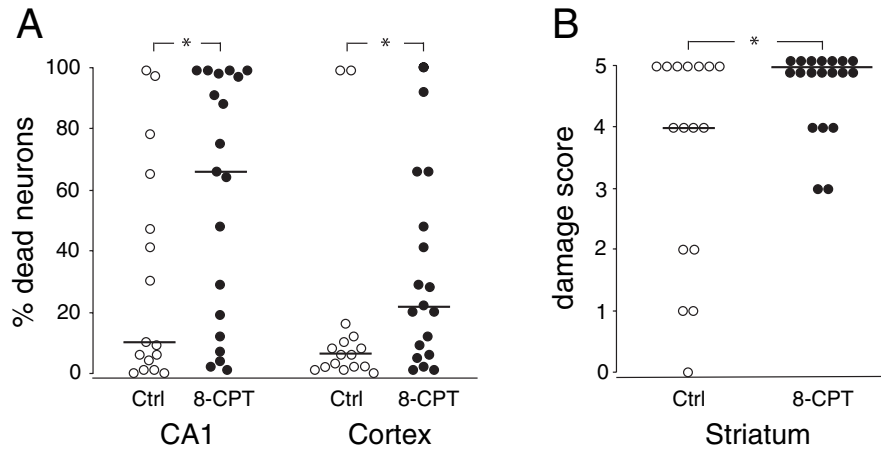 A
B
* * *
% dead neurons
100
80
60
40
20
0
Ctrl 8-CPT Ctrl 8-CPT
CA1 Cortex
damage score
5
4
3
2
1
0
Ctrl 8-CPT
Striatum